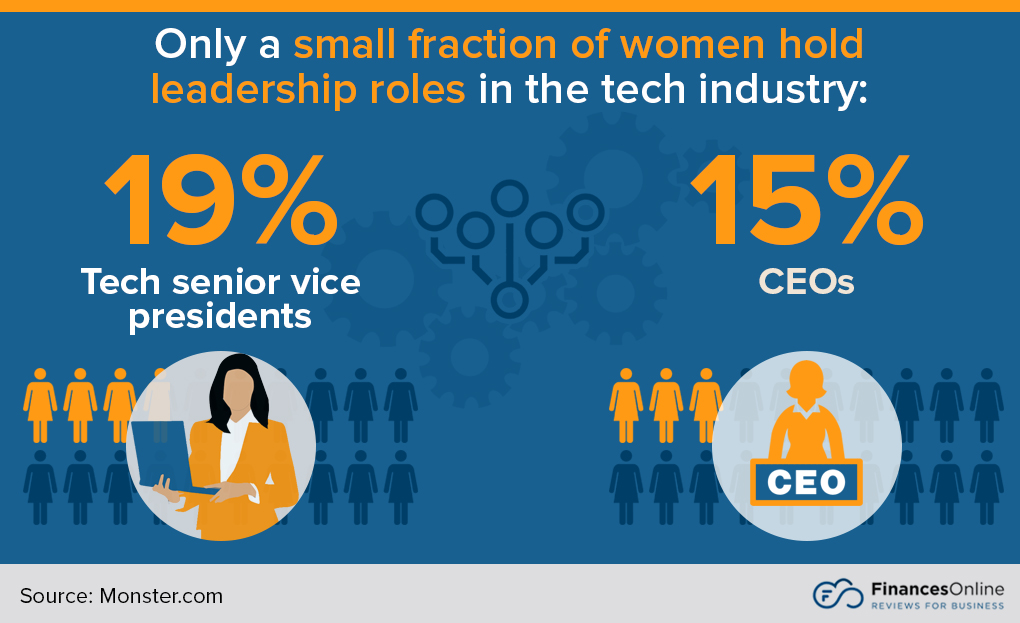 Only a small fraction of women hold
leadership roles in the tech industry:
19%
Tech senior vice
presidents
15%
CEOs
CEO
Source: Monster.com
FinancesOnline
REVIEWS FOR BUSINESS